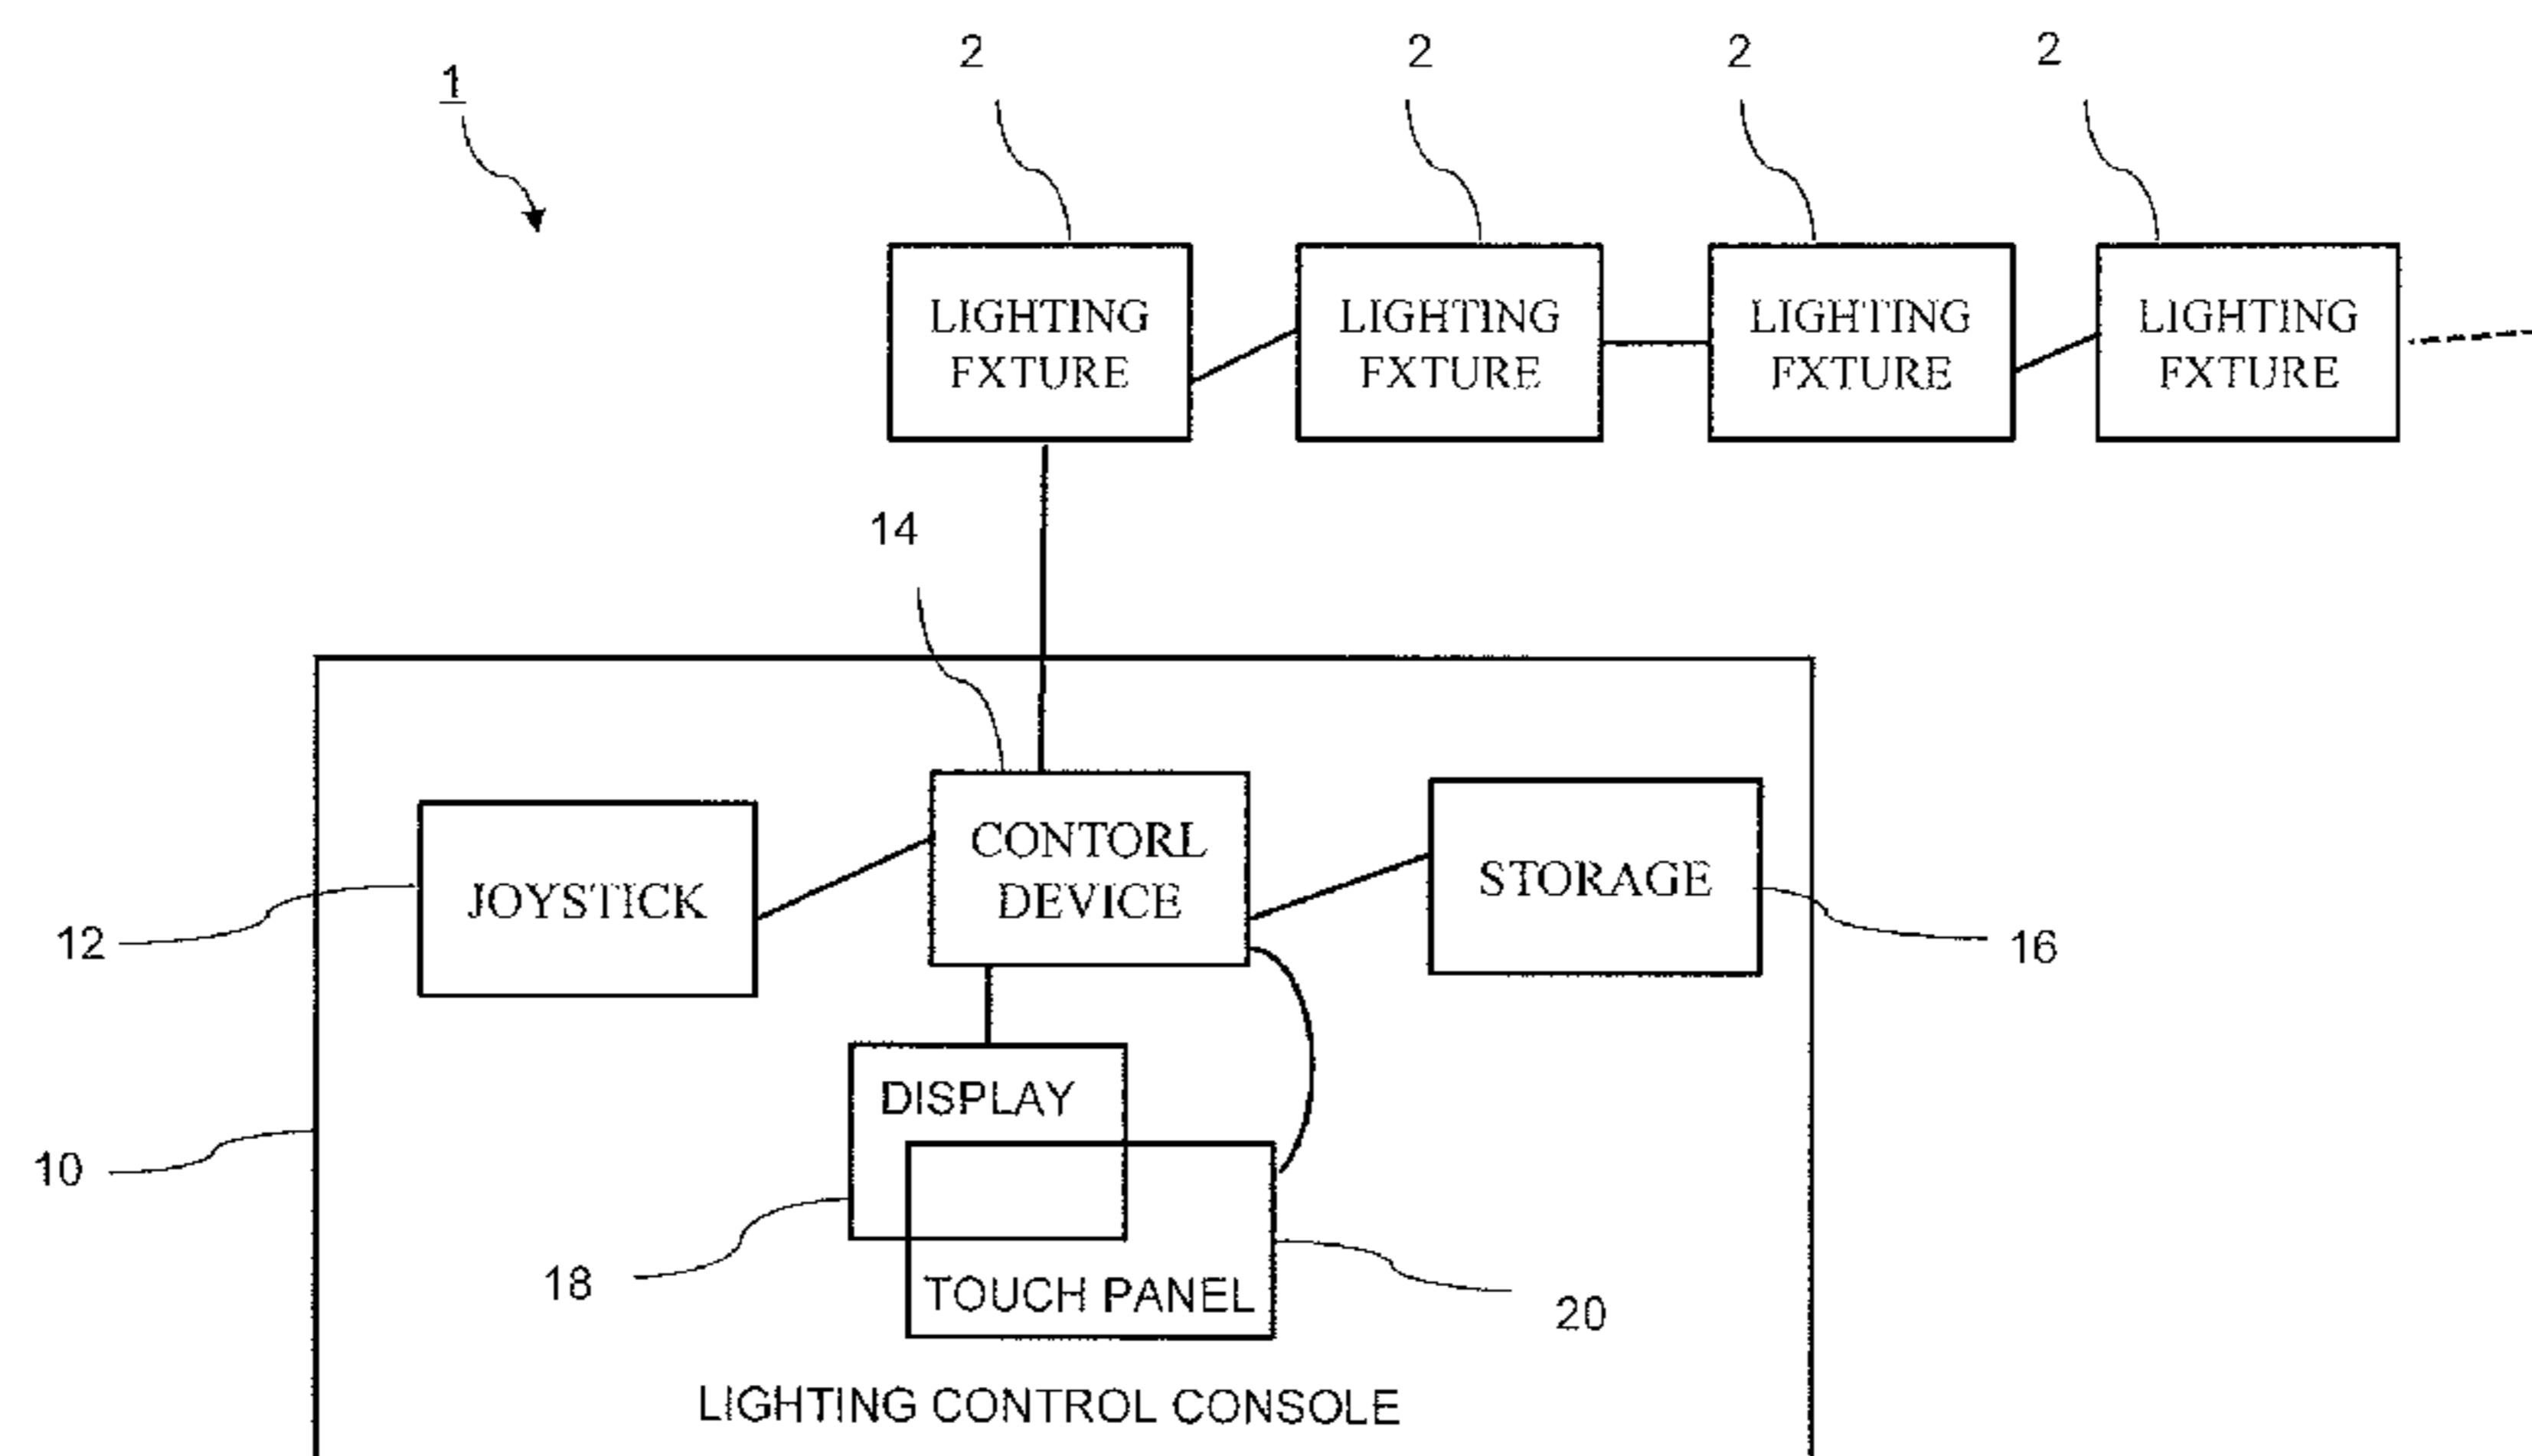 1
2
2
2
2
LIGHTING
FXTURE
LIGHTING
FXTURE
LIGHTING
FXTURE
LIGHTING
FXTURE
14
CONTORL
DEVICE
JOYSTICK
STORAGE
12
16
DISPLAY
10
18
TOUCH PANEL
20
LIGHTING CONTROL CONSOLE